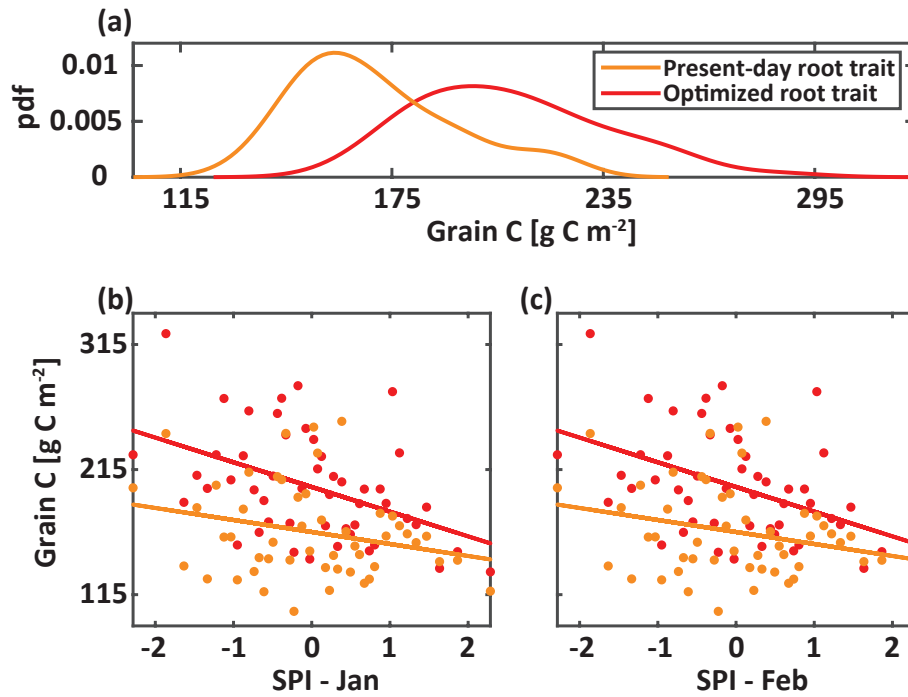 (a)
pdf
0.01
0.005
0
Present-day root trait
Optimized root trait
115 175 235 295
Grain C [g C m-2]
(b)
(c)
Grain C [g C m-2]
315
215
115
-2 -1 0 1 2
-2 -1 0 1 2
SPI - Jan
SPI - Feb